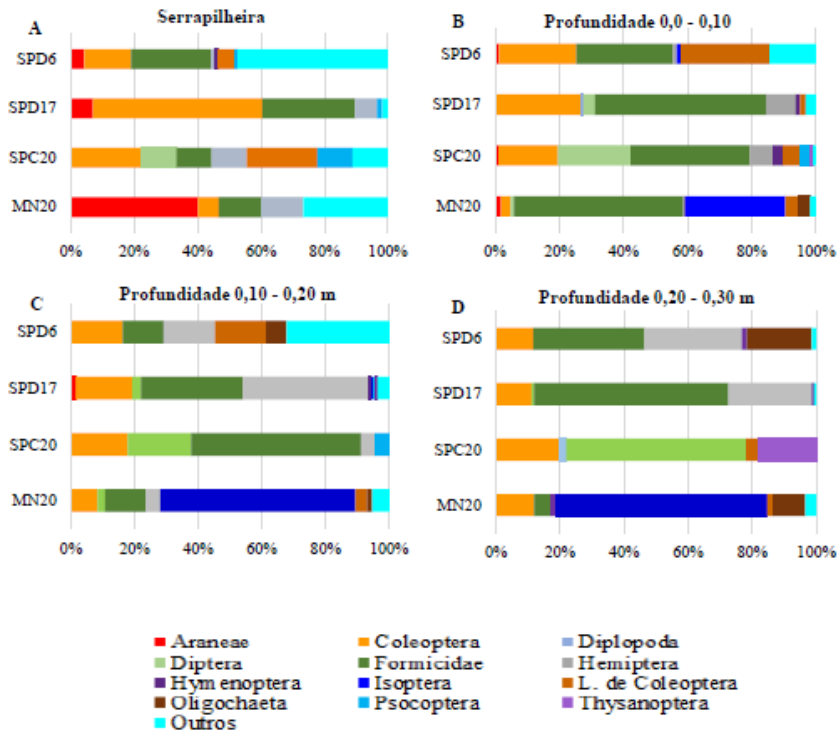 A
Serrapilheira
SPD6
SPD17
SPC20
MN20
0% 20% 40% 60% 80% 100%
B
Profundidade 0,0 - 0,10
SPD6
SPD17
SPC20
MN20
0% 20% 40% 60% 80% 100%
C
Profundidade 0,10 - 0,20 m
SPD6
SPD17
SPC20
MN20
0% 20% 40% 60% 80% 100%
D
Profundidade 0,20 - 0,30 m
SPD6
SPD17
SPC20
MN20
0% 20% 40% 60% 80% 100%
Araneae Coleoptera Diplopoda
Diptera Formicidae Hemiptera
Hymenoptera Isoptera L. de Coleoptera
Oligochaeta Psocoptera Thysanoptera
Outros